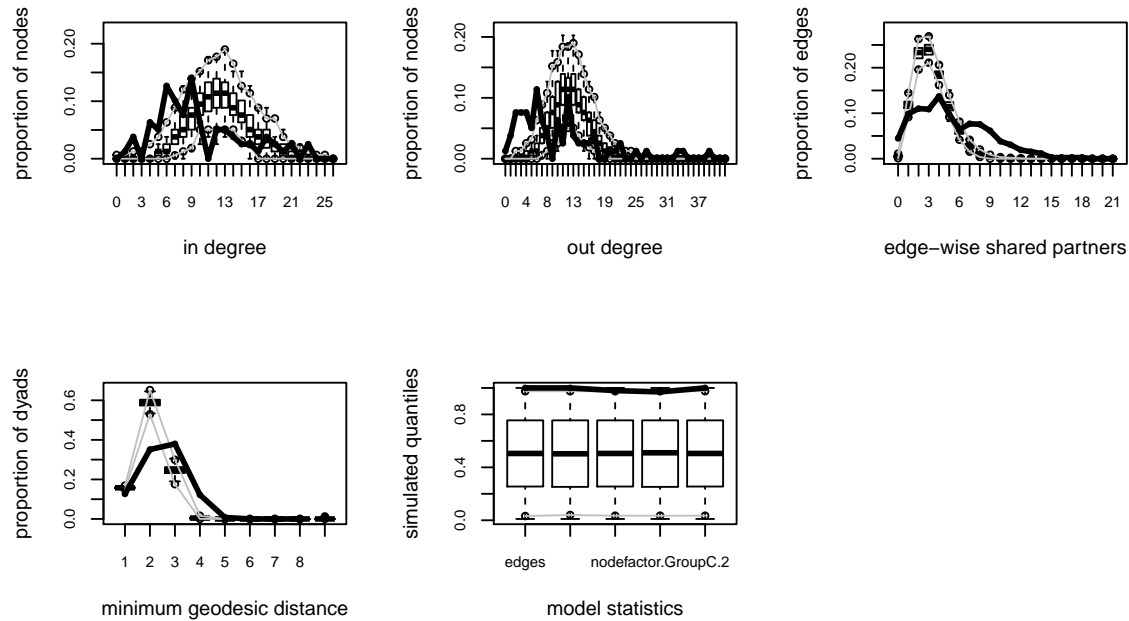 proportion of nodes
0.00 0.10 0.20
0 3 6 9 13 17 21 25
in degree
proportion of nodes
0.00 0.10 0.20
0 4 8 13 19 25 31 37
out degree
proportion of edges
0.00 0.10 0.20
0 3 6 9 12 15 18 21
edge−wise shared partners
proportion of dyads
0.0 0.2 0.4 0.6
1 2 3 4 5 6 7 8
minimum geodesic distance
simulated quantiles
0.0 0.4 0.8
edges nodefactor.GroupC.2
model statistics